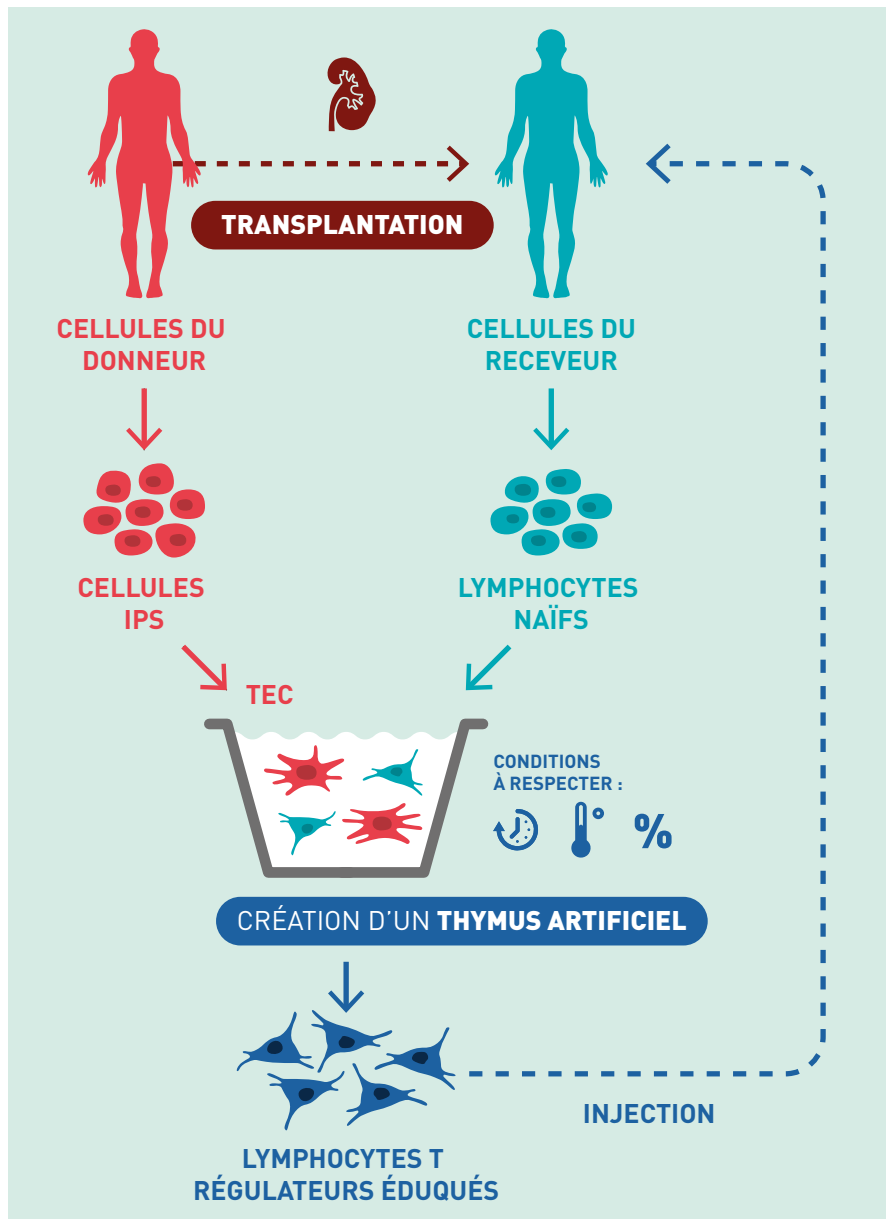 TRANSPLANTATION
CELLULES DU
DONNEUR
CELLULES DU
RECEVEUR
CELLULES
IPS
LYMPHOCYTES
NAÏFS
TEC
CONDITIONS
À RESPECTER :
%
CRÉATION D'UN THYMUS ARTIFICIEL
INJECTION
LYMPHOCYTES T
RÉGULATEURS ÉDUQUÉS